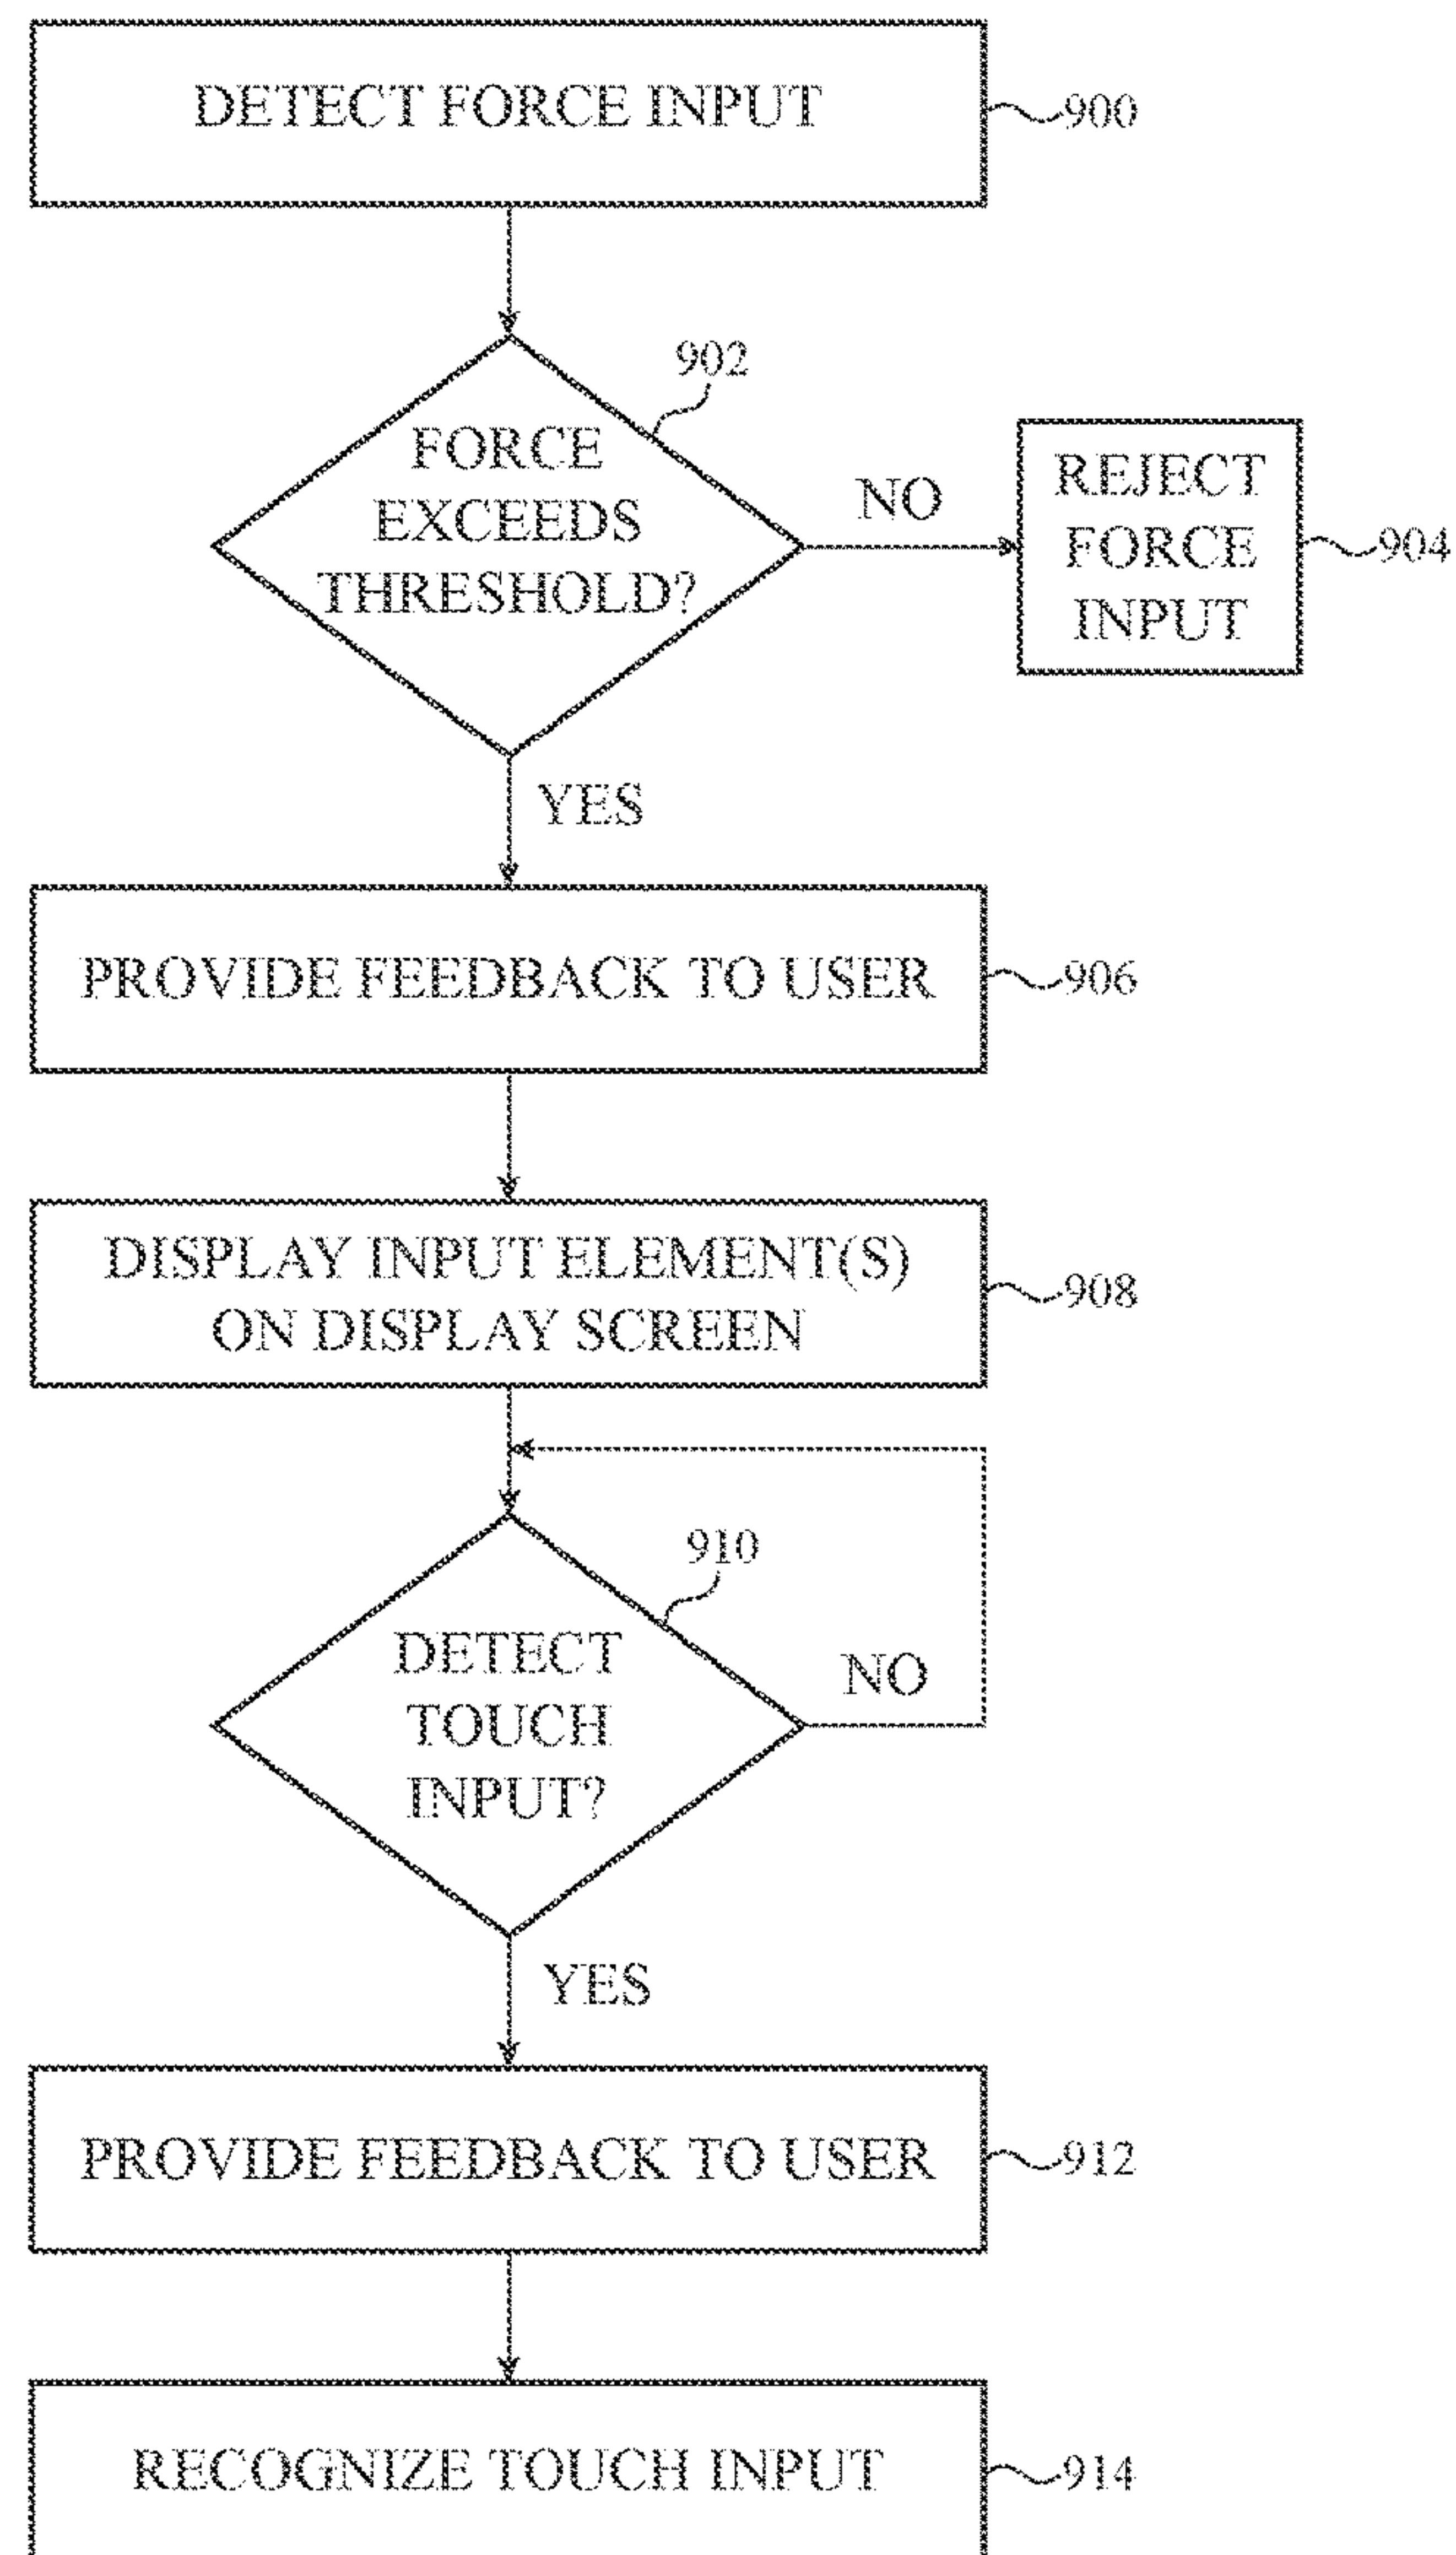 DETECT FORCE INPUT
900
902
FORCE
EXCEEDS
THRESHOLD?
NO
REJECT
FORCE
INPUT
904
YES
PROVIDE FEEDBACK TO USER
906
DISPLAY INPUT ELEMENT(S)
ON DISPLAY SCREEN
908
910
DETECT
TOUCH
INPUT?
NO
YES
PROVIDE FEEDBACK TO USER
912
RECOGNIZE TOUCH INPUT
914